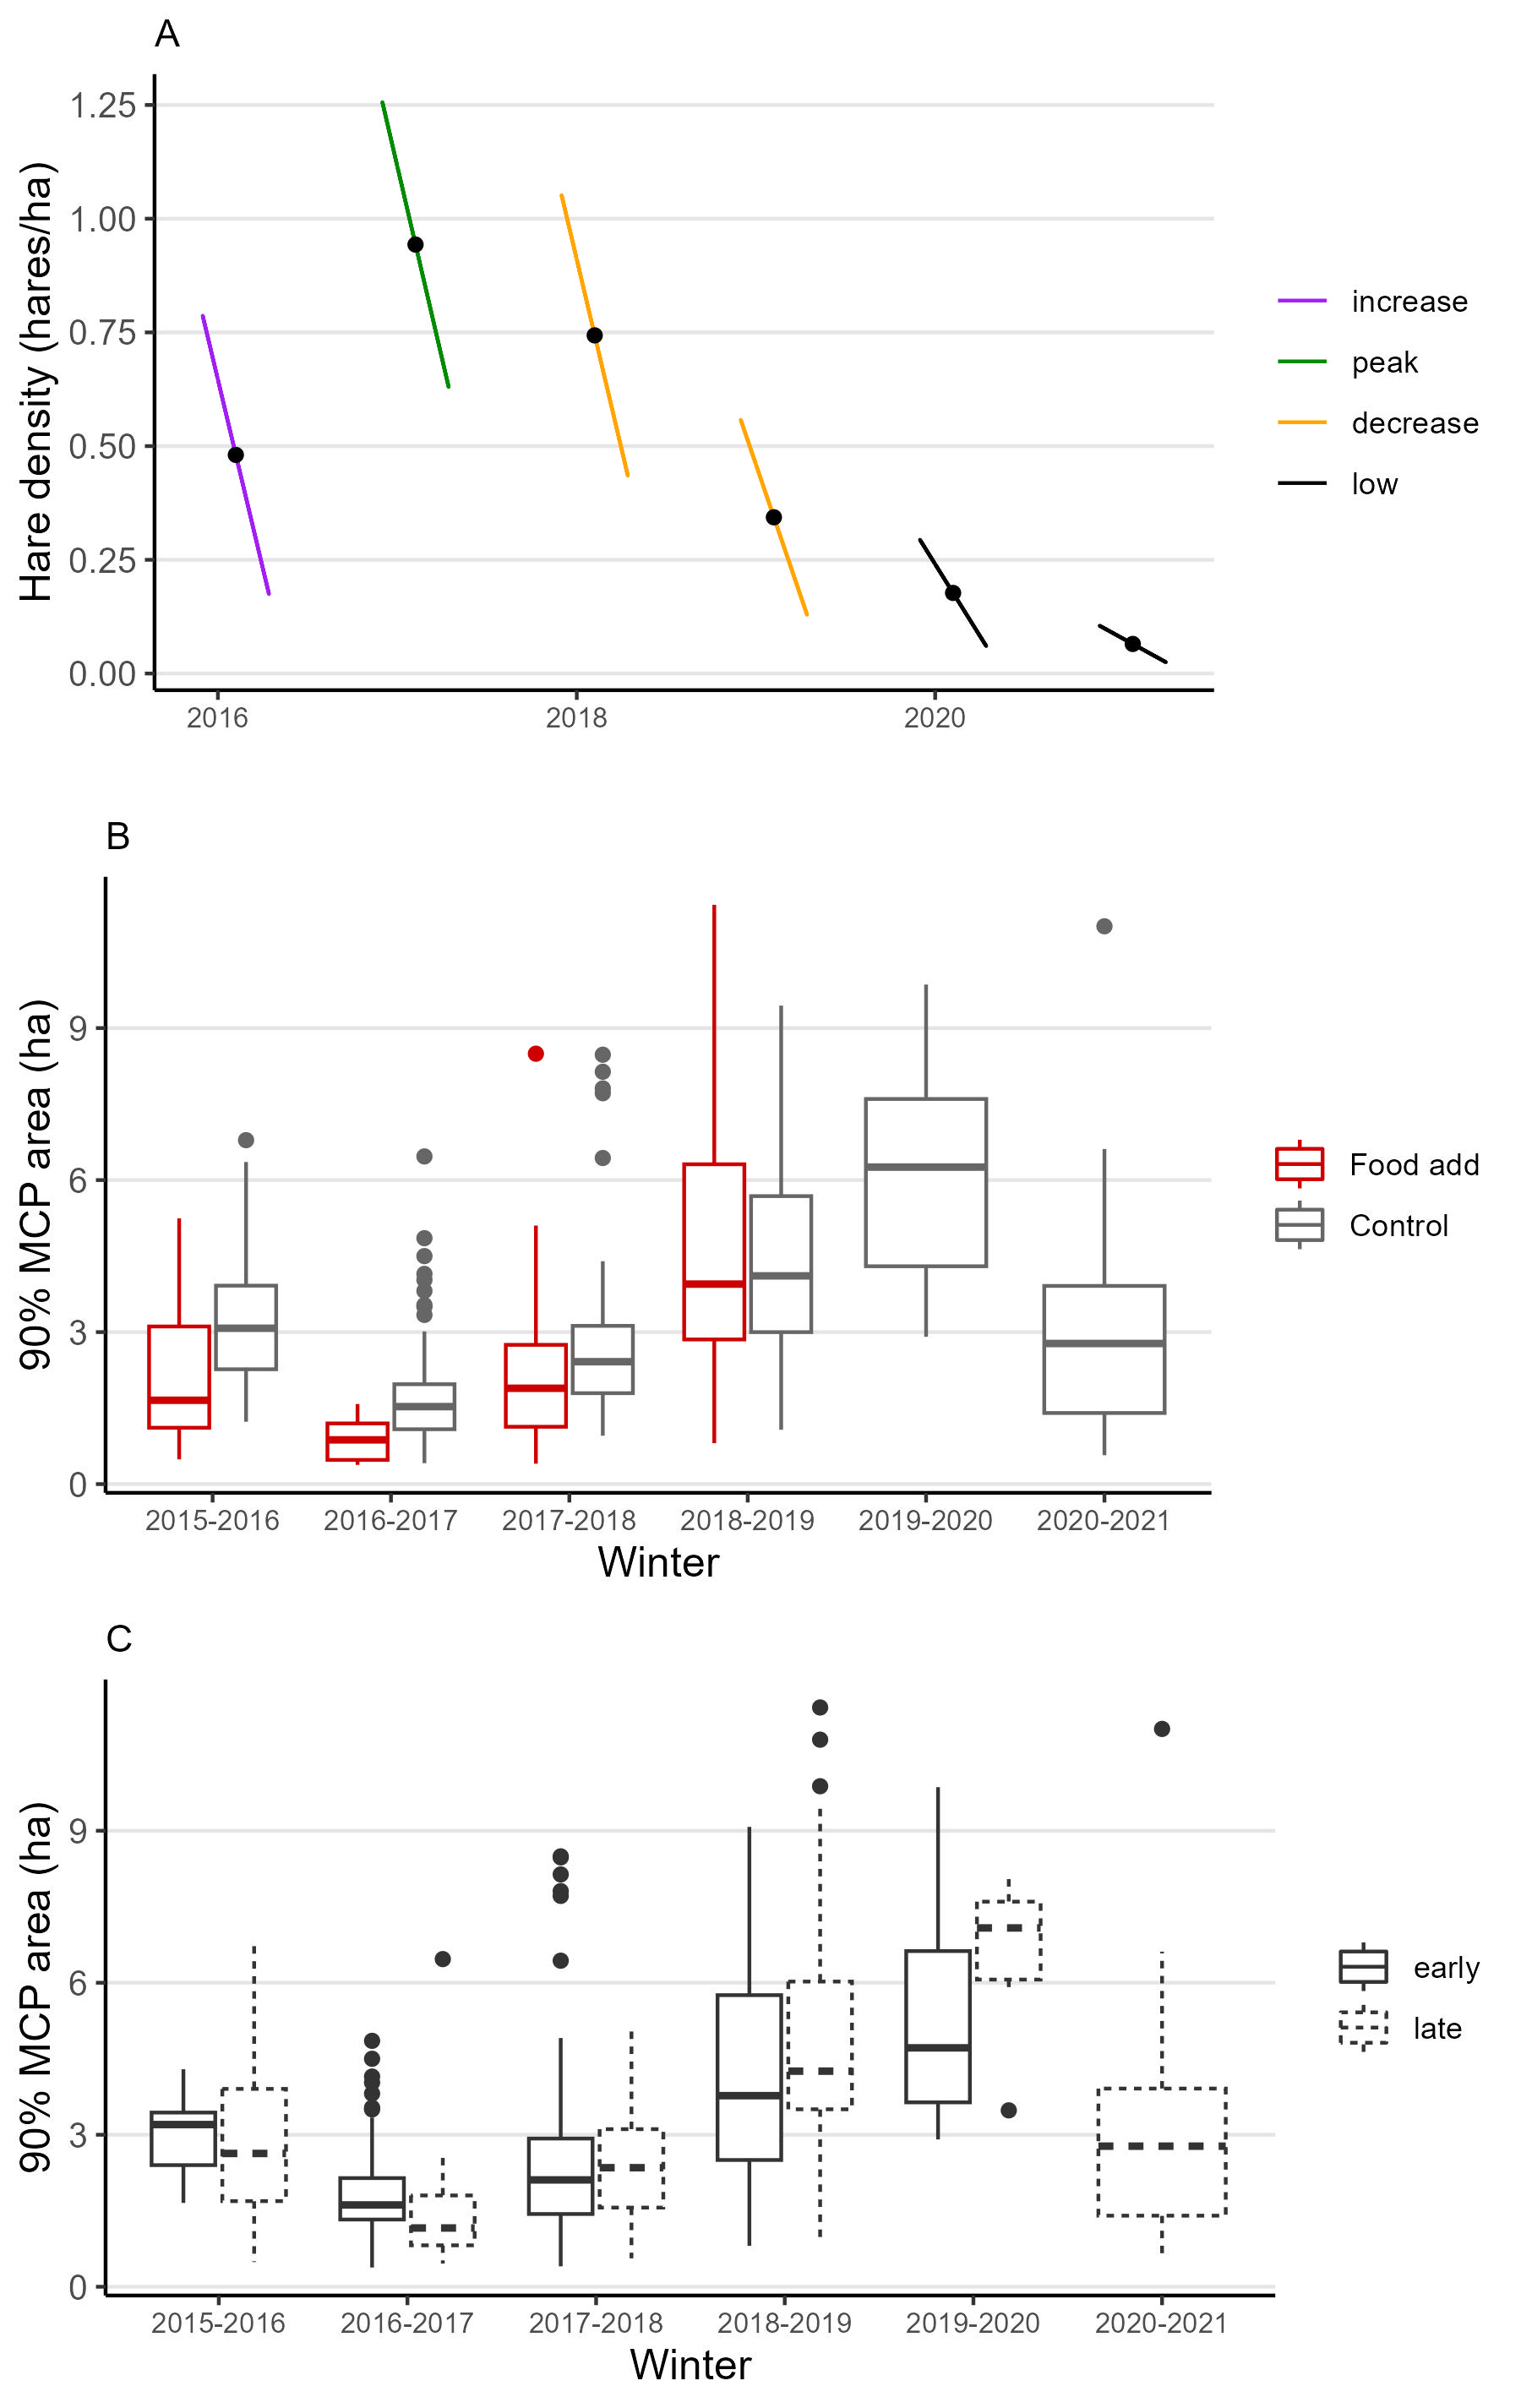 A
Hare density (hares/ha)
1.25
1.00
0.75
0.50
0.25
0.00
2016 2018 2020
increase
peak
decrease
low
B
90% MCP area (ha)
9
6
3
0
2015-2016 2016-2017 2017-2018 2018-2019 2019-2020 2020-2021
Winter
Food add
Control
C
90% MCP area (ha)
9
6
3
0
2015-2016 2016-2017 2017-2018 2018-2019 2019-2020 2020-2021
Winter
early
late